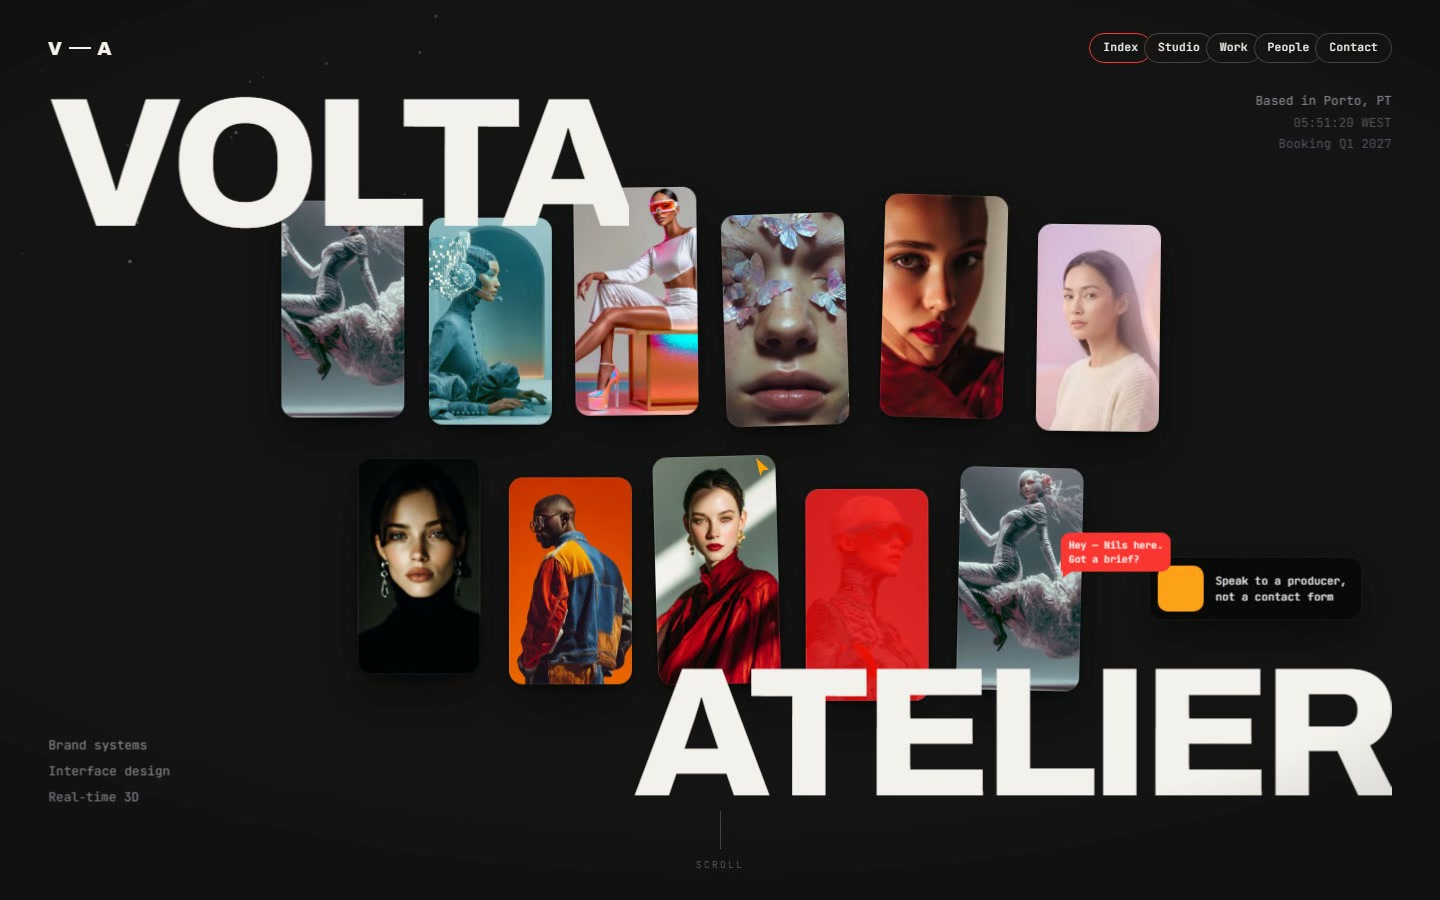 V — A
Index Studio Work People Contact
VOLTA
Based in Porto, PT
05:51:20 WEST
Booking Q1 2027
Hey — Nils here.
Got a brief?
Speak to a producer,
not a contact form
ATELIER
Brand systems
Interface design
Real-time 3D
SCROLL